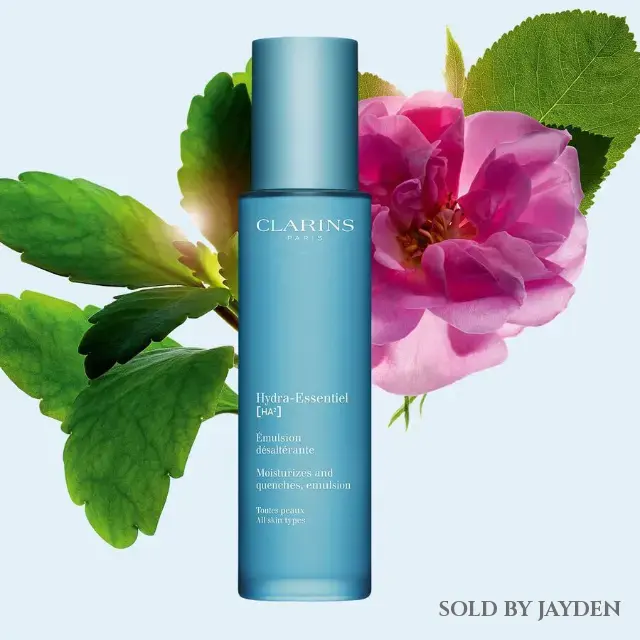 CLARINS
PARIS
Hydra-Essentiel
[HA²]
Émulsion
désaltérante
Moisturizes and
quenches, emulsion
Toutes peaux
All skin types
SOLD BY JAYDEN